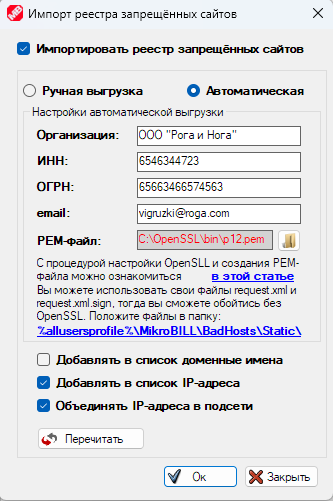 Импорт реестра запрещённых сайтов
Импортировать реестр запрещённых сайтов
Ручная выгрузка Автоматическая
Настройки автоматической выгрузки
Организация: ООО "Рога и Нога"
ИНН: 6546344723
ОГРН: 65663466574563
email: vigruzki@roga.com
PEM-файл: C:\OpenSSL\bin\p12.pem
С процедурой настройки OpenSLL и создания PEM-
файла можно ознакомиться в этой статье
Вы можете использовать свои файлы request.xml и
request.xml.sign, тогда вы сможете обойтись без
OpenSSL. Положите файлы в папку:
%allusersprofile%\MikroBILL\BadHosts\Static\
Добавлять в список доменные имена
Добавлять в список IP-адреса
Объединять IP-адреса в подсети
Перечитать
Ок Закрыть